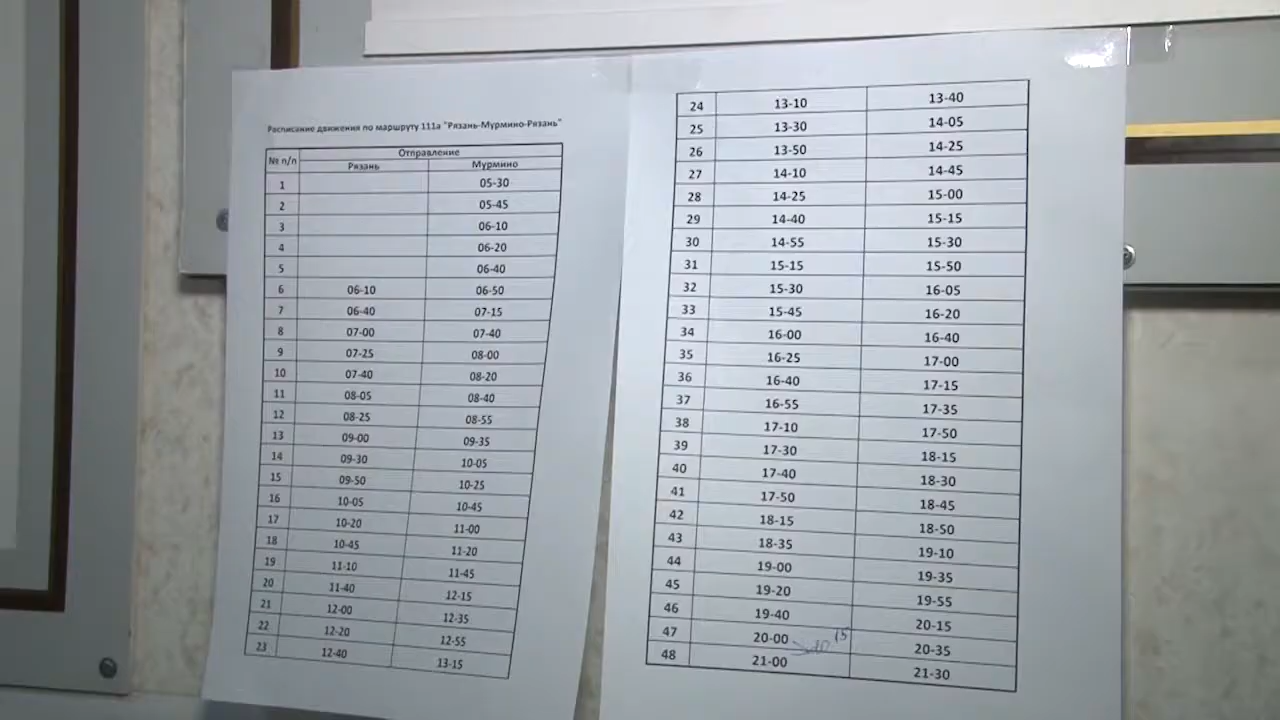 Расписание движения по маршруту 111а "Рязань-Мурмино-Рязань"
№ п/п Отправление
Рязань Мурмино
1 05-30
2 05-45
3 06-10
4 06-20
5 06-40
6 06-10 06-50
7 06-40 07-15
8 07-00 07-40
9 07-25 08-00
10 07-40 08-20
11 08-05 08-40
12 08-25 08-55
13 09-00 09-35
14 09-30 10-05
15 09-50 10-25
16 10-05 10-45
17 10-20 11-00
18 10-45 11-20
19 11-10 11-45
20 11-40 12-15
21 12-00 12-35
22 12-20 12-55
23 12-40 13-15
24 13-10 13-40
25 13-30 14-05
26 13-50 14-25
27 14-10 14-45
28 14-25 15-00
29 14-40 15-15
30 14-55 15-30
31 15-15 15-50
32 15-30 16-05
33 15-45 16-20
34 16-00 16-40
35 16-25 17-00
36 16-40 17-15
37 16-55 17-35
38 17-10 17-50
39 17-30 18-15
40 17-40 18-30
41 17-50 18-45
42 18-15 18-50
43 18-35 19-10
44 19-00 19-35
45 19-20 19-55
46 19-40 20-15
47 20-00 15 20-35
48 21-00 21-30